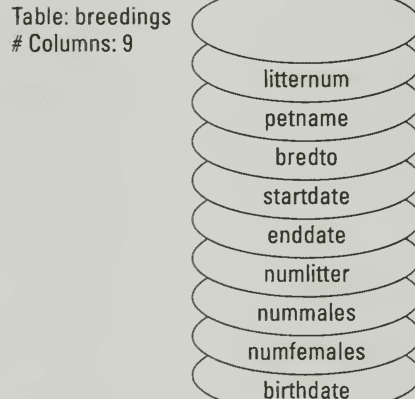 Table: breedings
# Columns: 9
litternum
petname
bredto
startdate
enddate
numlitter
nummales
numfemales
birthdate